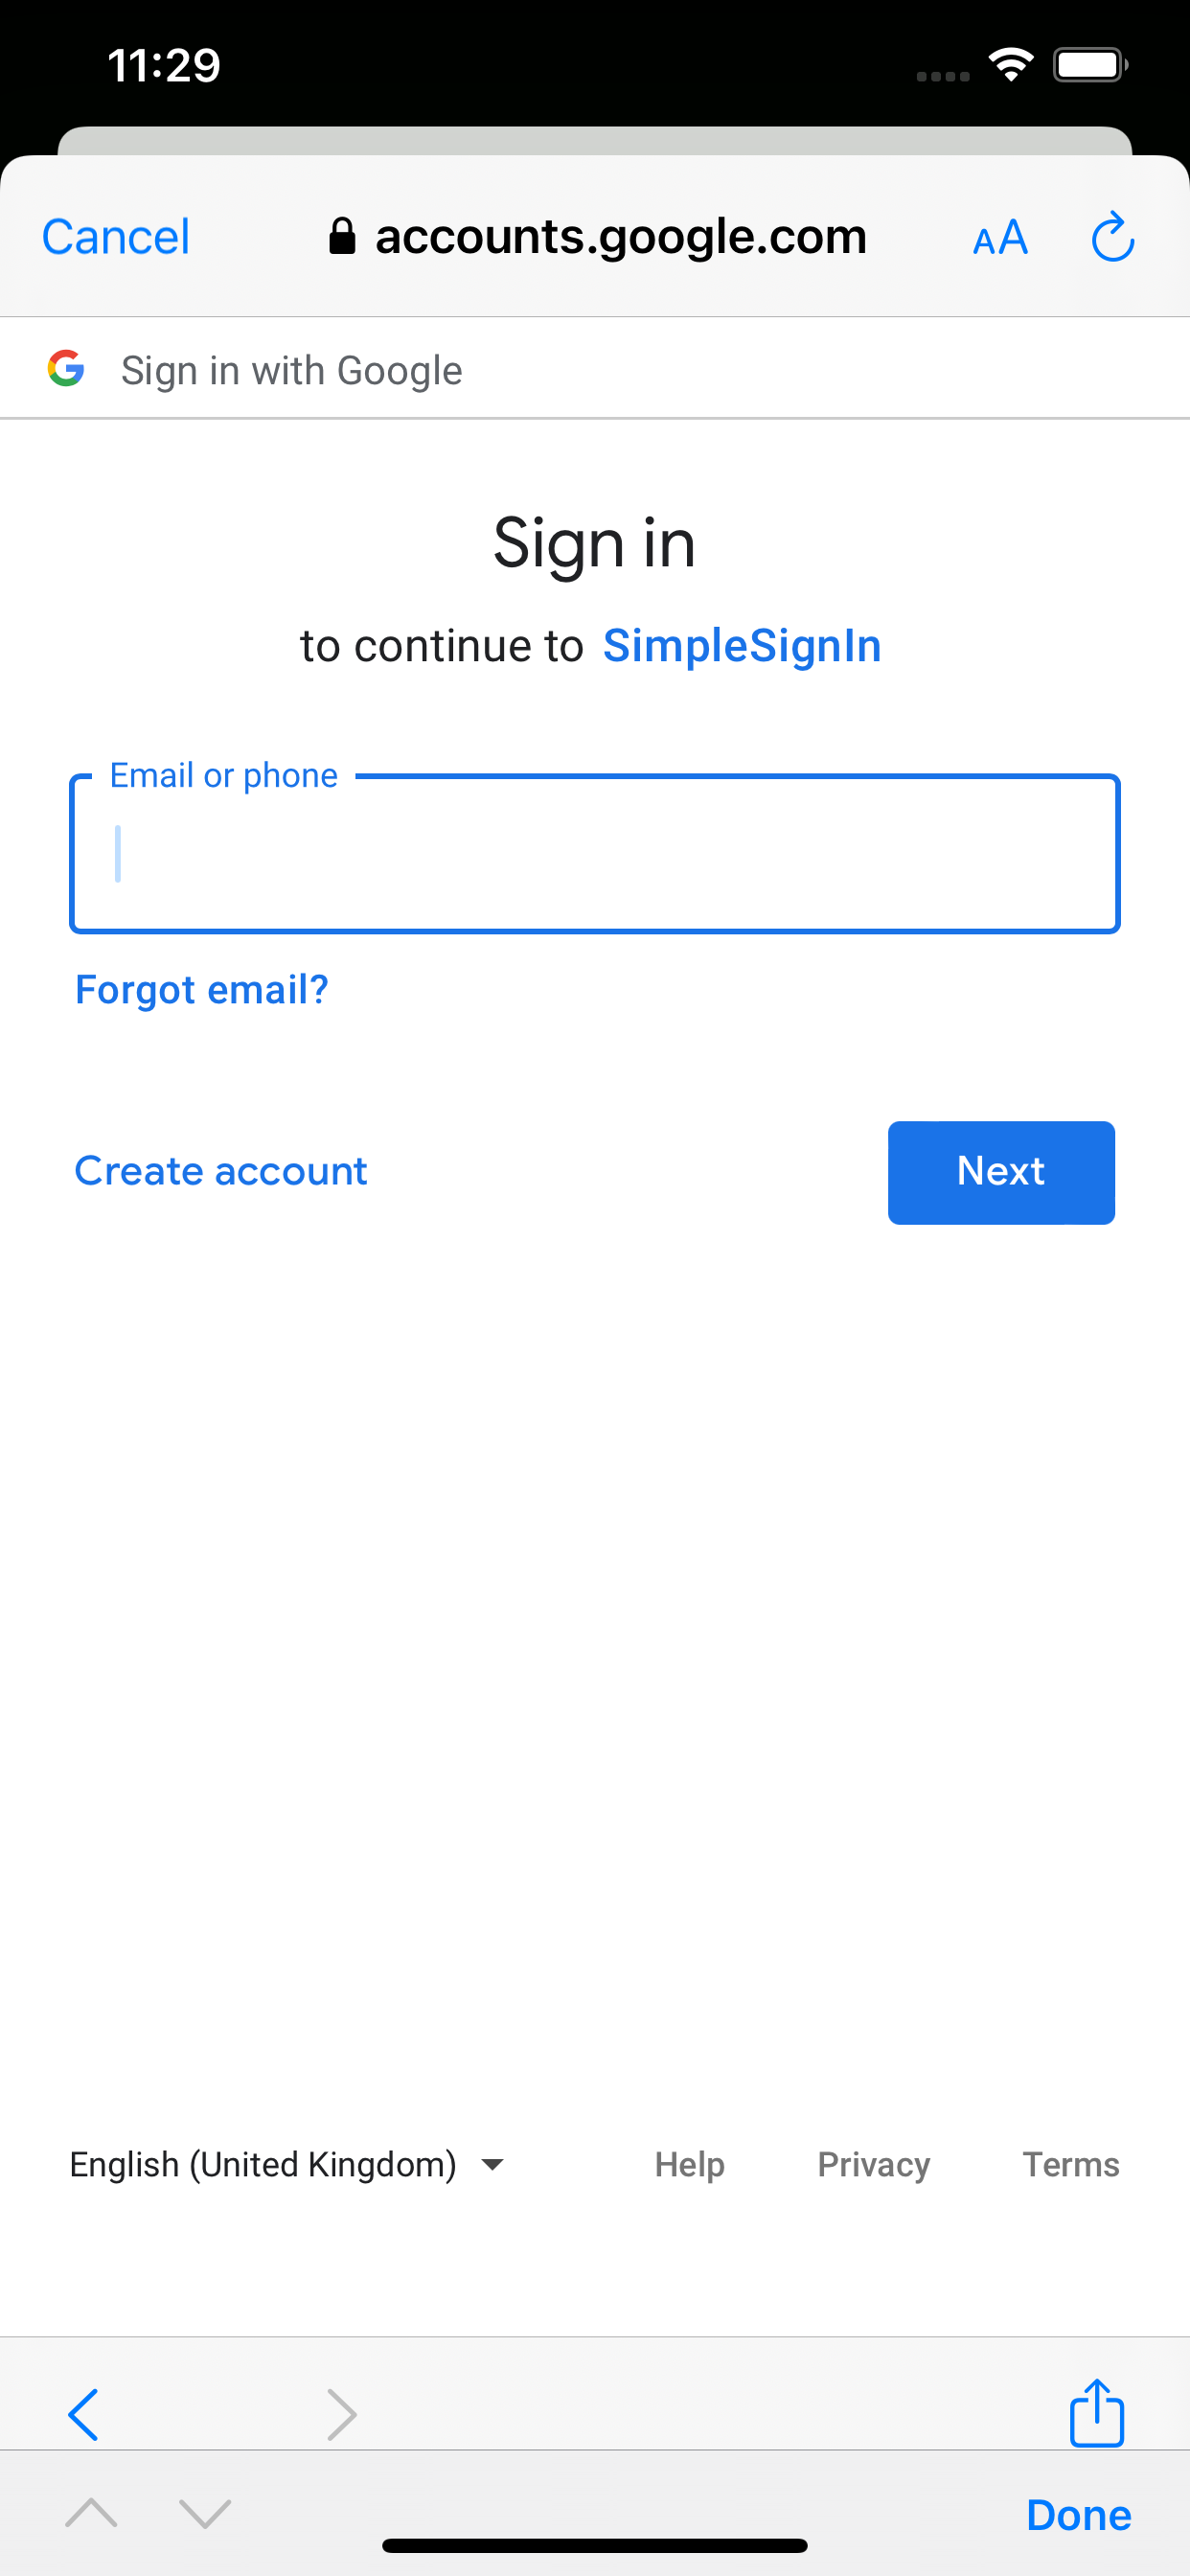 11:29
Cancel accounts.google.com AA
Sign in with Google
Sign in
to continue to SimpleSignIn
Email or phone
Forgot email?
Create account Next
English (United Kingdom) Help Privacy Terms
Done